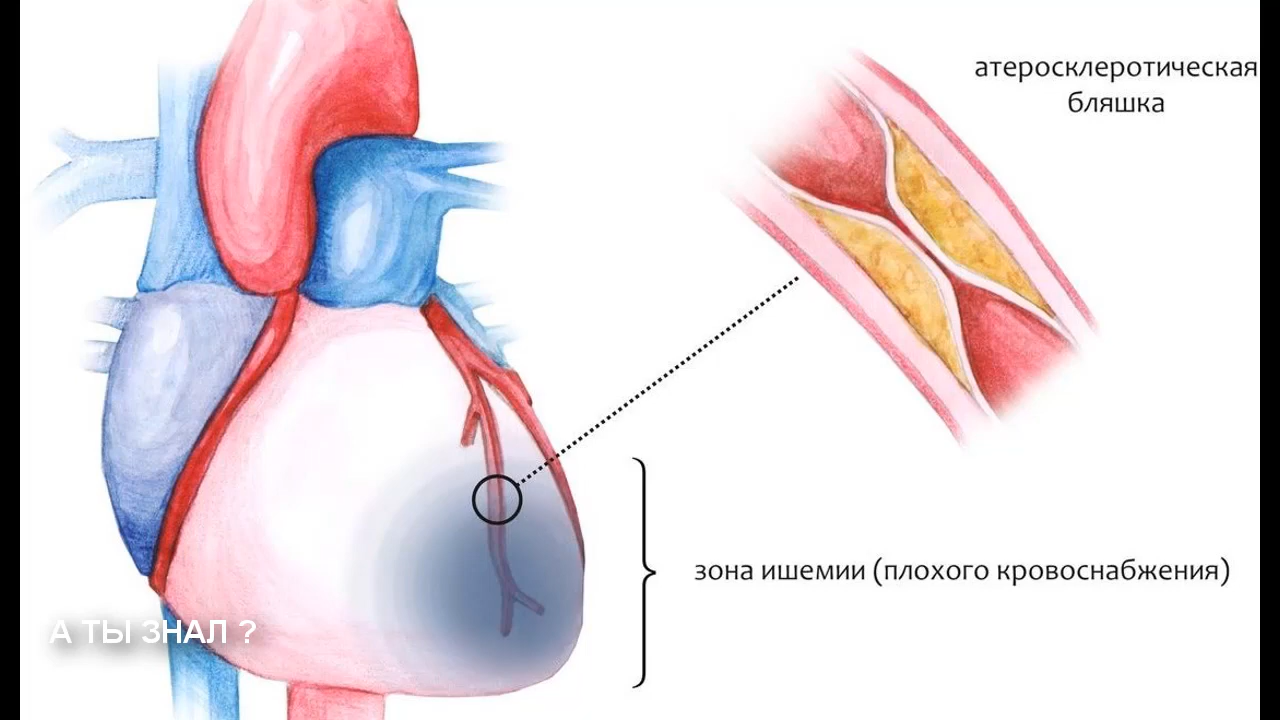 атеросклеротическая
бляшка
зона ишемии (плохого кровоснабжения)
А ТЫ ЗНАЛ ?